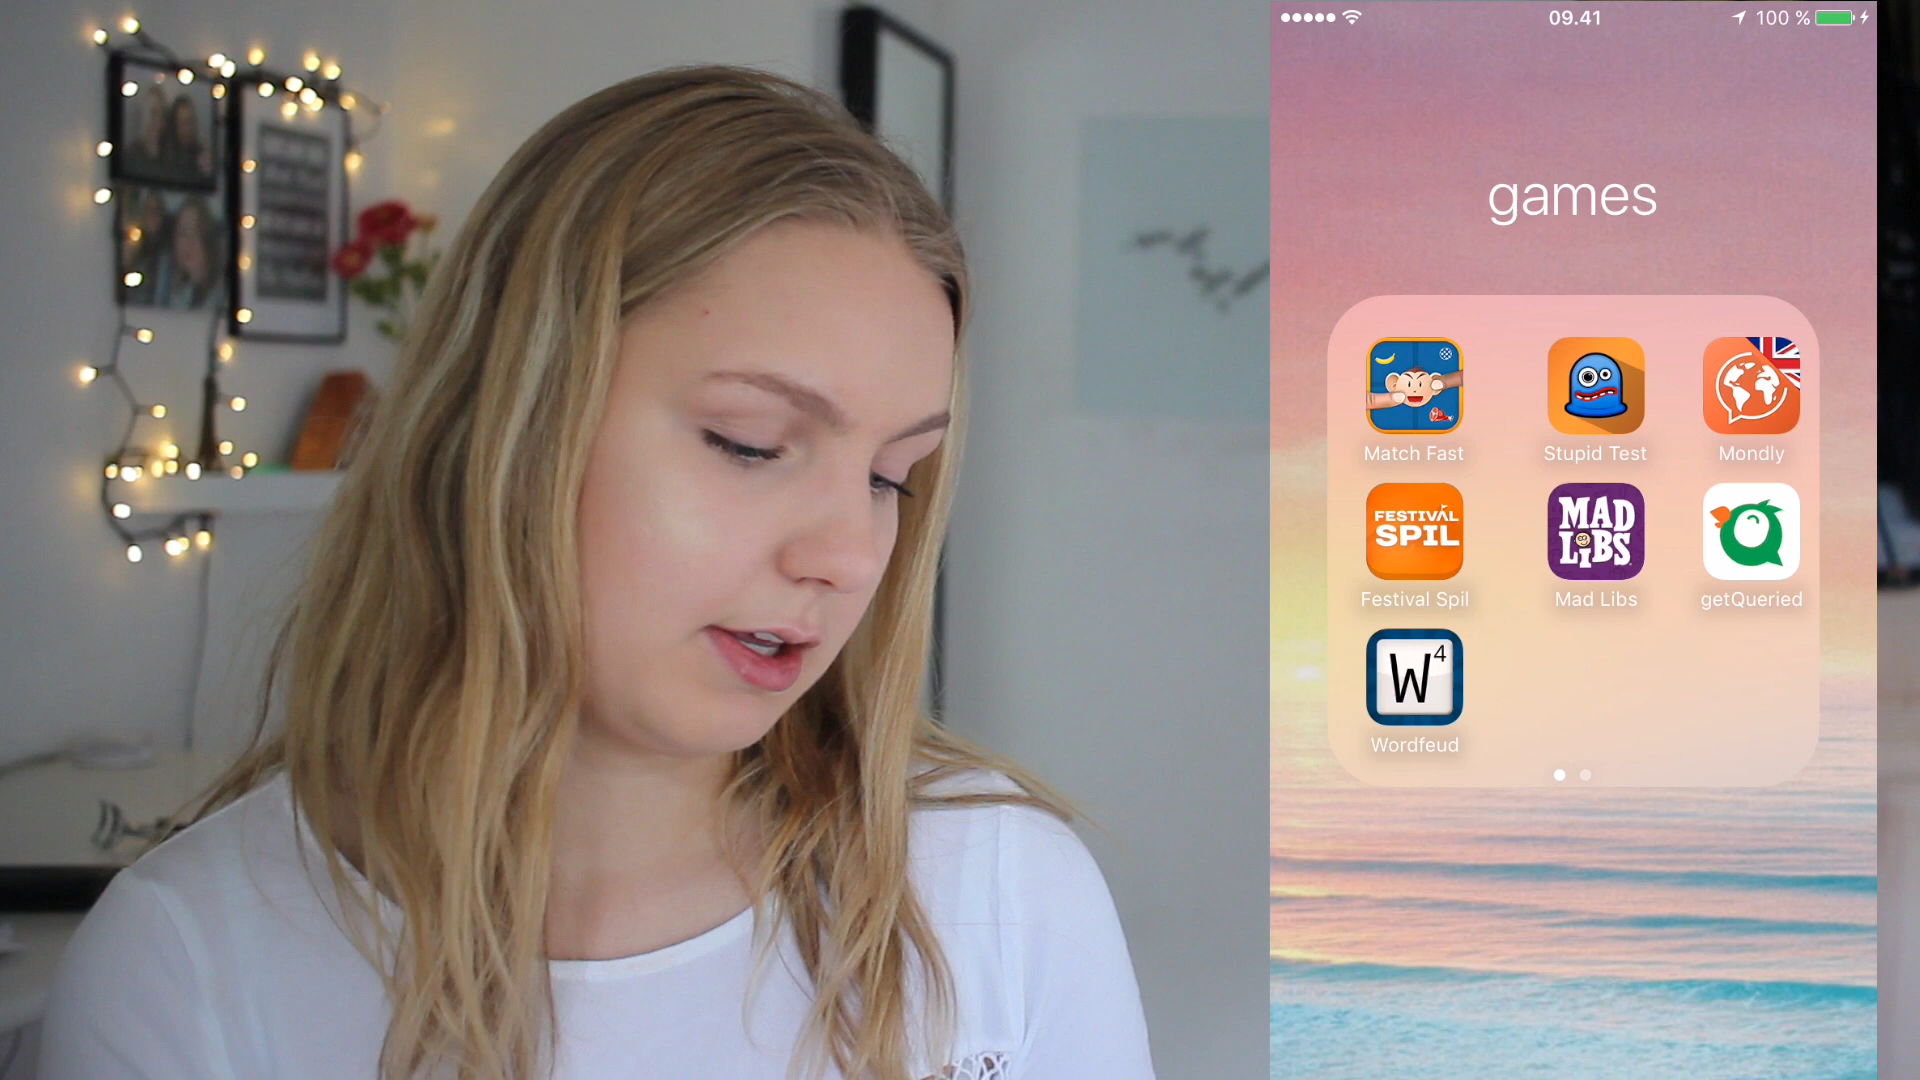 09.41
100 %
games
Match Fast
Stupid Test
Mondly
FESTIVAL
SPIL
MAD
LIBS
Festival Spil
Mad Libs
getQueried
W4
Wordfeud